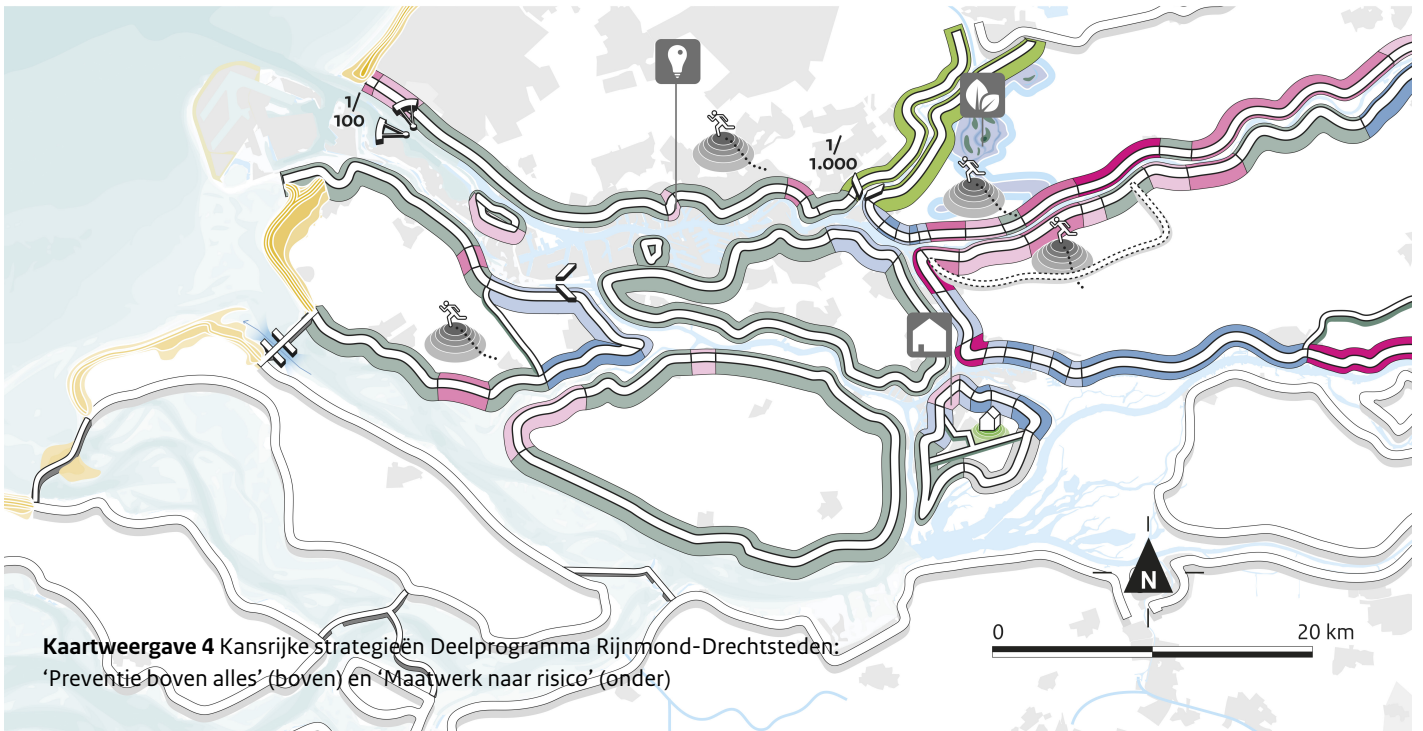 1/
100
1/
1.000
N
0 20 km
Kaartweergave 4 Kansrijke strategieën Deelprogramma Rijnmond-Drechtsteden:
‘Preventie boven alles’ (boven) en ‘Maatwerk naar risico’ (onder)